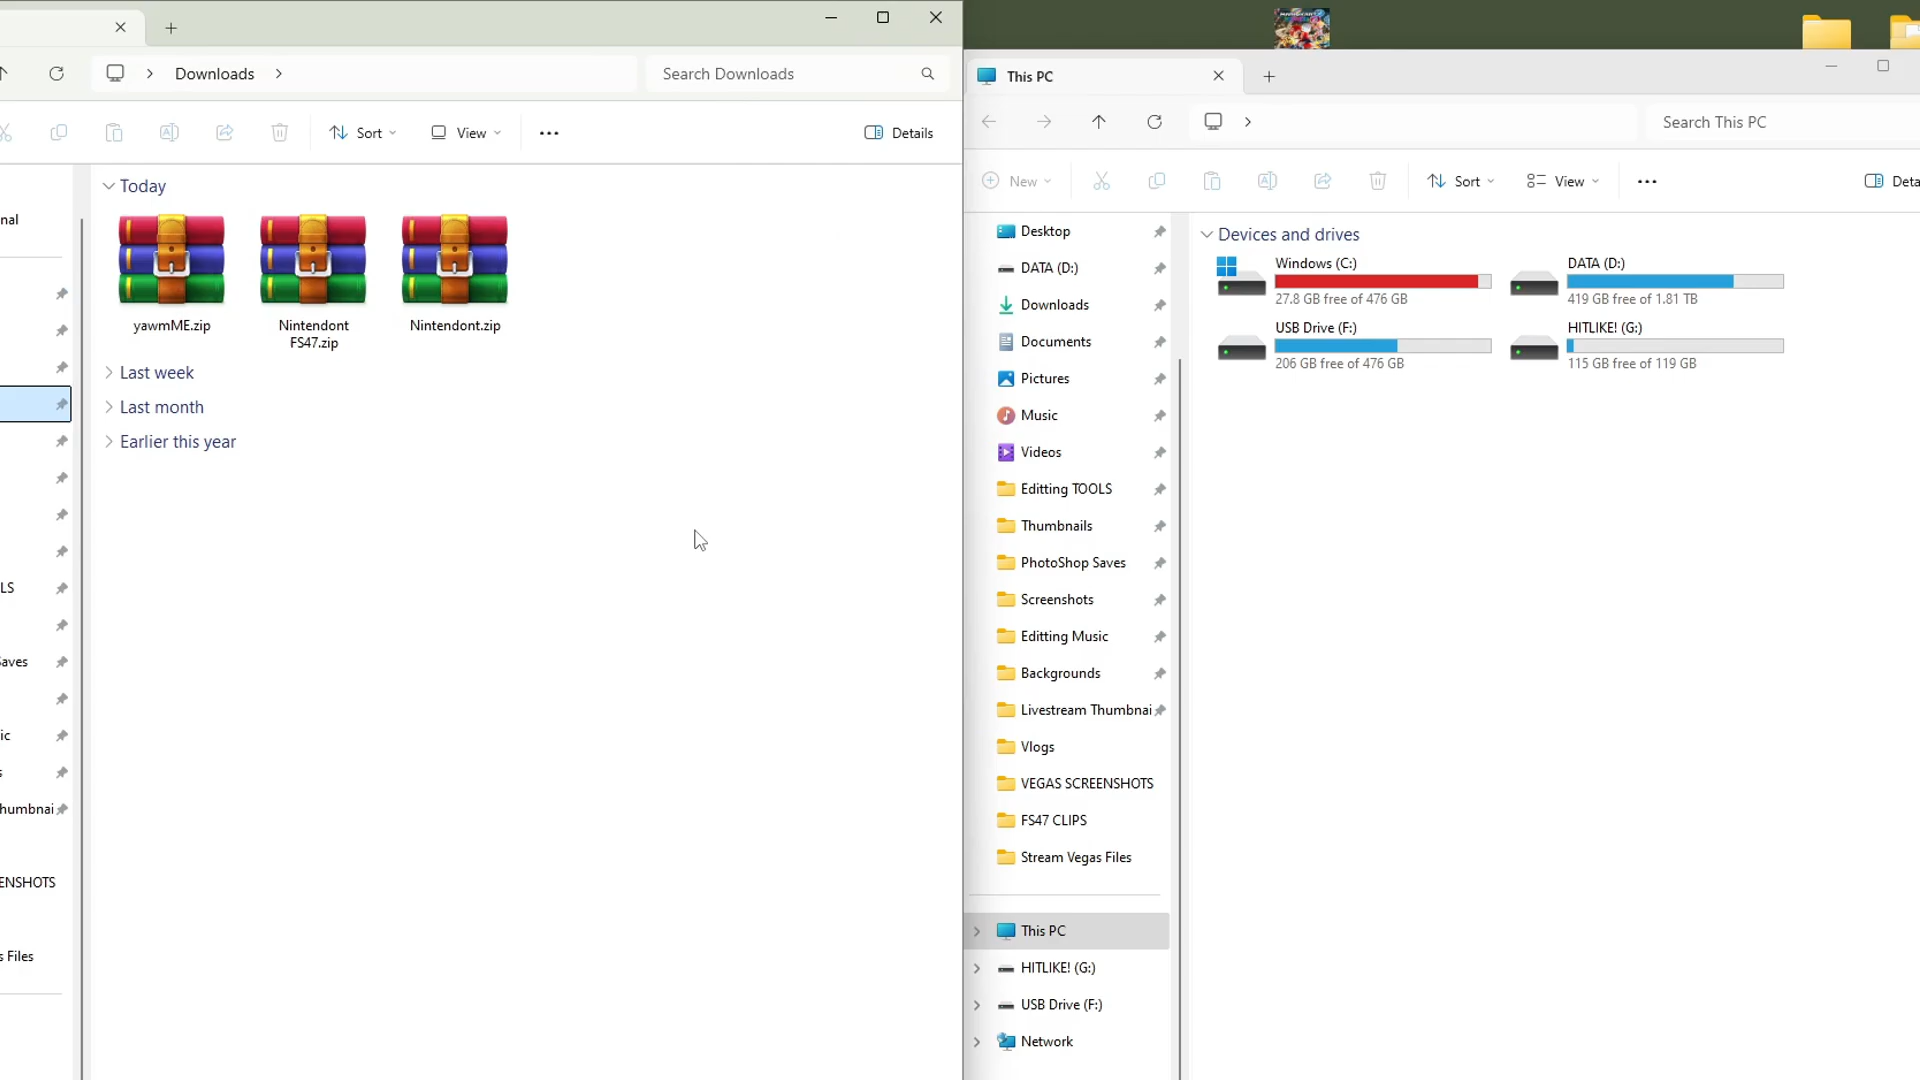 Downloads
Search Downloads
Sort
View
Details
Today
yawmME.zip
Nintendont
FS47.zip
Nintendont.zip
Last week
Last month
Earlier this year
nal
LS
Saves
ic
s
humbnai
ENSHOTS
s Files
This PC
Search This PC
New
Sort
View
Deta
Desktop
DATA (D:)
Downloads
Documents
Pictures
Music
Videos
Editting TOOLS
Thumbnails
PhotoShop Saves
Screenshots
Editting Music
Backgrounds
Livestream Thumbnai
Vlogs
VEGAS SCREENSHOTS
FS47 CLIPS
Stream Vegas Files
This PC
HITLIKE! (G:)
USB Drive (F:)
Network
Devices and drives
Windows (C:)
27.8 GB free of 476 GB
DATA (D:)
419 GB free of 1.81 TB
USB Drive (F:)
206 GB free of 476 GB
HITLIKE! (G:)
115 GB free of 119 GB